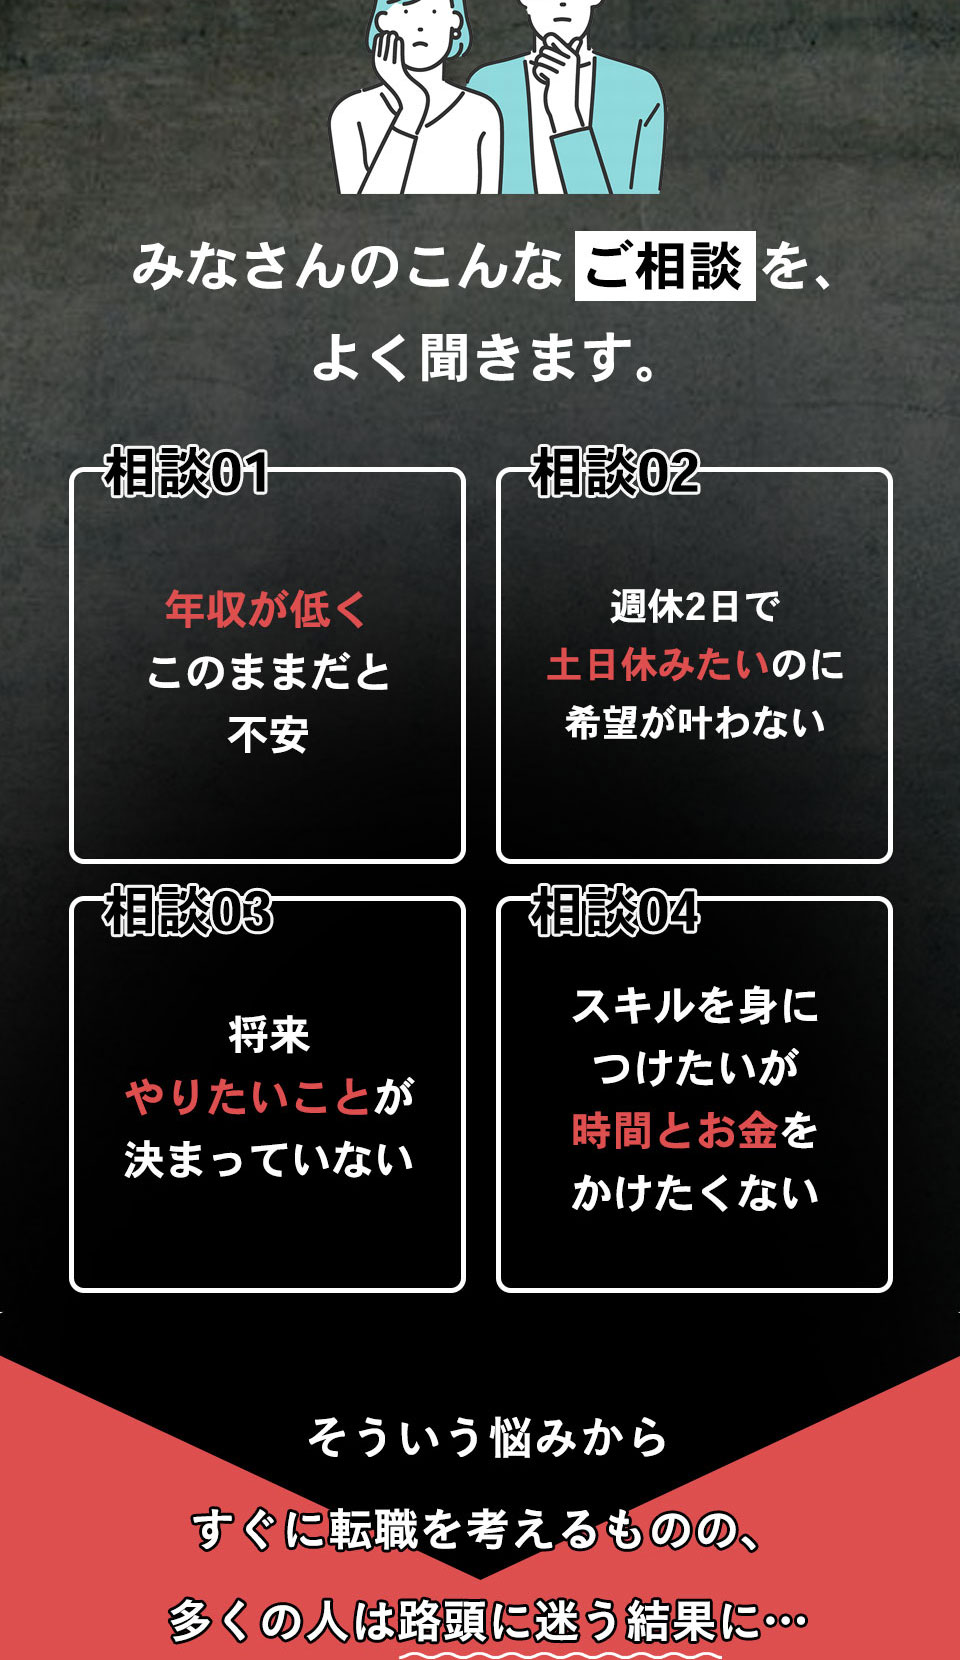 みなさんのこんなご相談を、
よく聞きます。
相談01
年収が低く
このままだと
不安
相談02
週休2日で
土日休みたいのに
希望が叶わない
相談03
将来
やりたいことが
決まっていない
相談04
スキルを身に
つけたいが
時間とお金を
かけたくない
そういう悩みから
すぐに転職を考えるものの、
多くの人は路頭に迷う結果に…